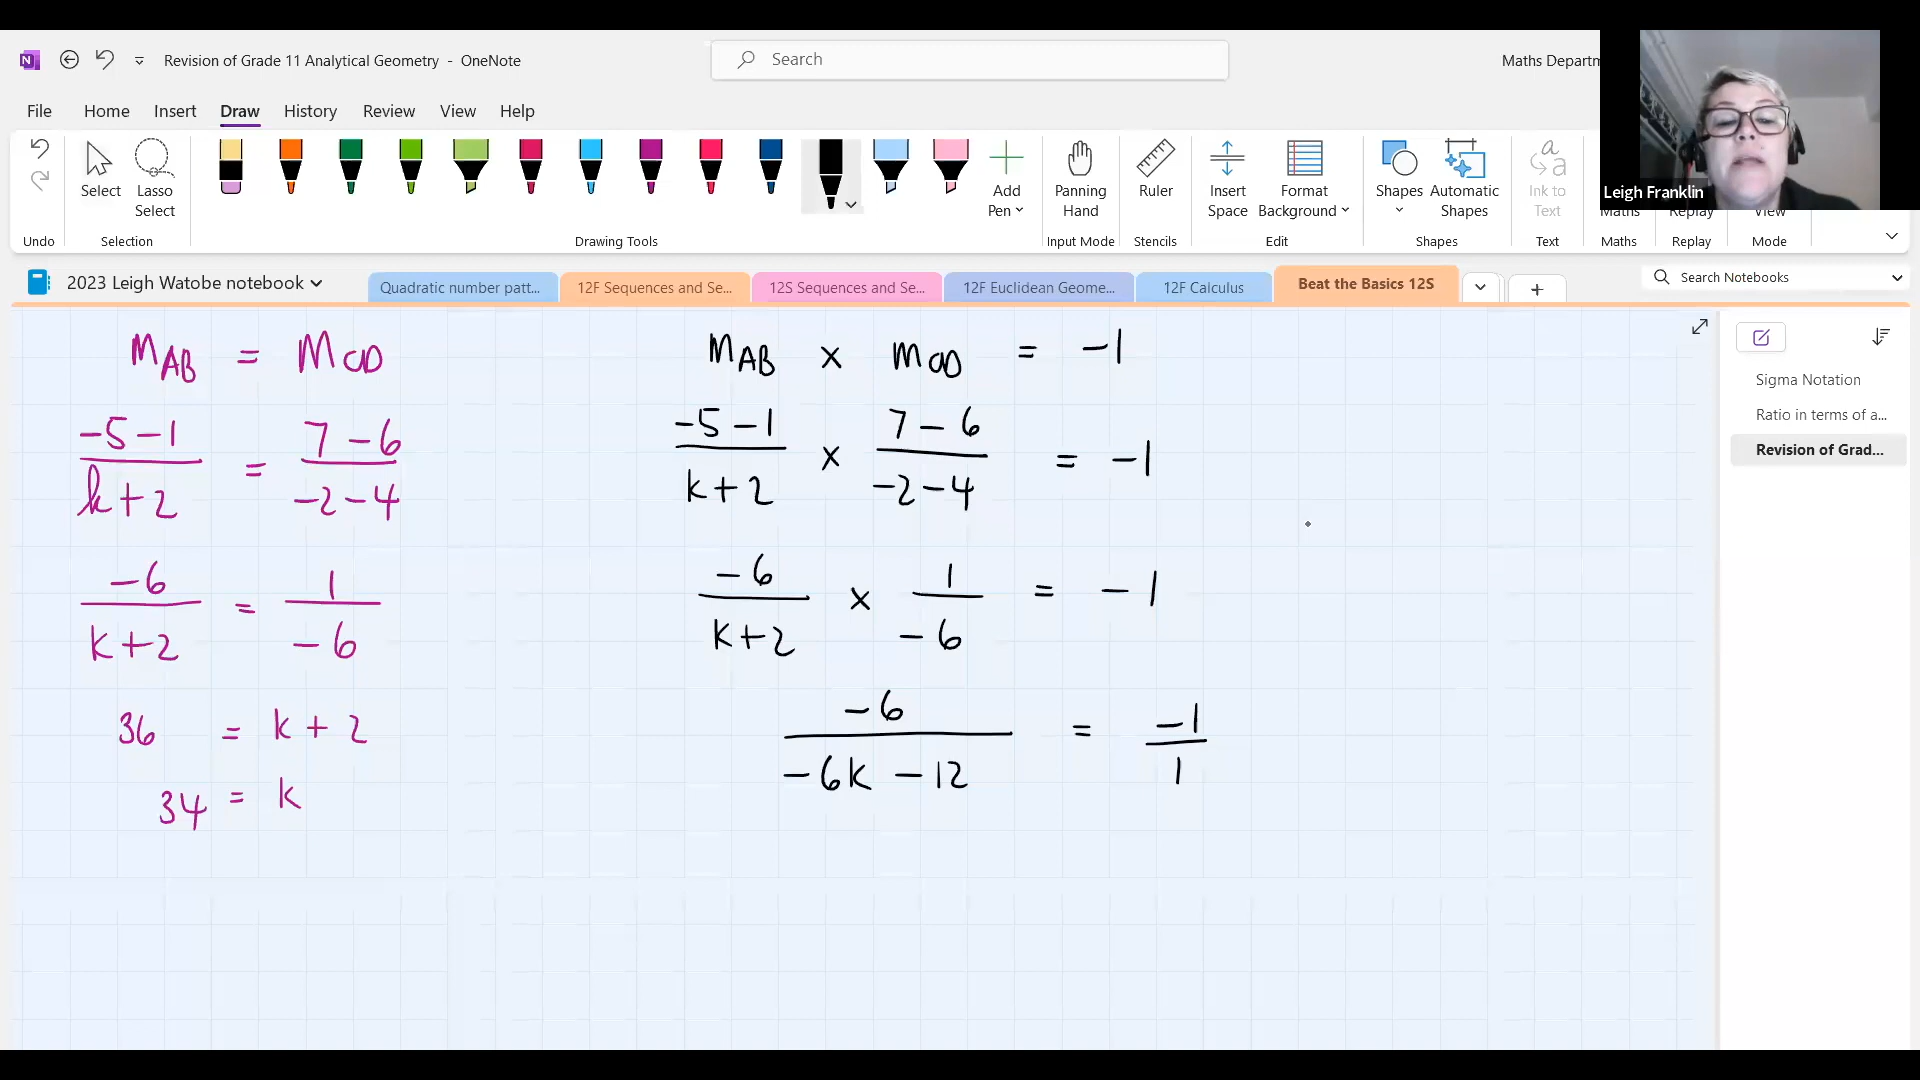 Revision of Grade 11 Analytical Geometry - OneNote
Search
Maths Departm
File Home Insert Draw History Review View Help
Select
Lasso Select
Add Pen
Panning Hand
Ruler
Insert Space
Format Background
Shapes
Automatic Shapes
Ink to Text
Maths
Replay
View
Undo Selection Drawing Tools Input Mode Stencils Edit Shapes Text Maths Replay Mode
Leigh Franklin
2023 Leigh Watobe notebook
Quadratic number patt...
12F Sequences and Se...
12S Sequences and Se...
12F Euclidean Geome...
12F Calculus
Beat the Basics 12S
Search Notebooks
Sigma Notation
Ratio in terms of a...
Revision of Grad...
M_AB = M_CD
(-5-1)/(k+2) = (7-6)/(-2-4)
-6/(k+2) = 1/-6
36 = k + 2
34 = k
M_AB × M_CD = -1
(-5-1)/(k+2) × (7-6)/(-2-4) = -1
-6/(k+2) × 1/-6 = -1
-6/(-6k-12) = -1/1